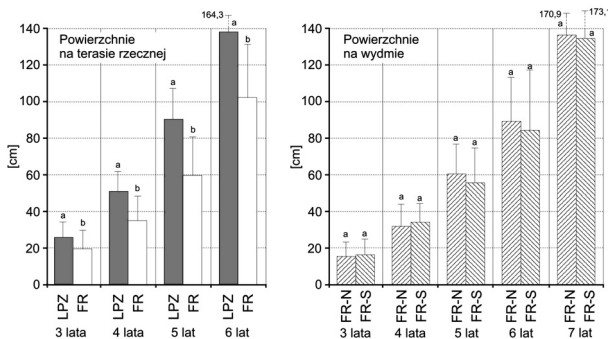 164,3
Powierzchnie
na terasie rzecznej
[cm]
140
120
100
80
60
40
20
0
a b a b a b a b
LPZ FR LPZ FR LPZ FR LPZ FR
3 lata 4 lata 5 lat 6 lat
170,9 173,1
Powierzchnie
na wydmie
[cm]
140
120
100
80
60
40
20
0
a a a a a a a a a a
FR-N FR-S FR-N FR-S FR-N FR-S FR-N FR-S FR-N FR-S
3 lata 4 lata 5 lat 6 lat 7 lat